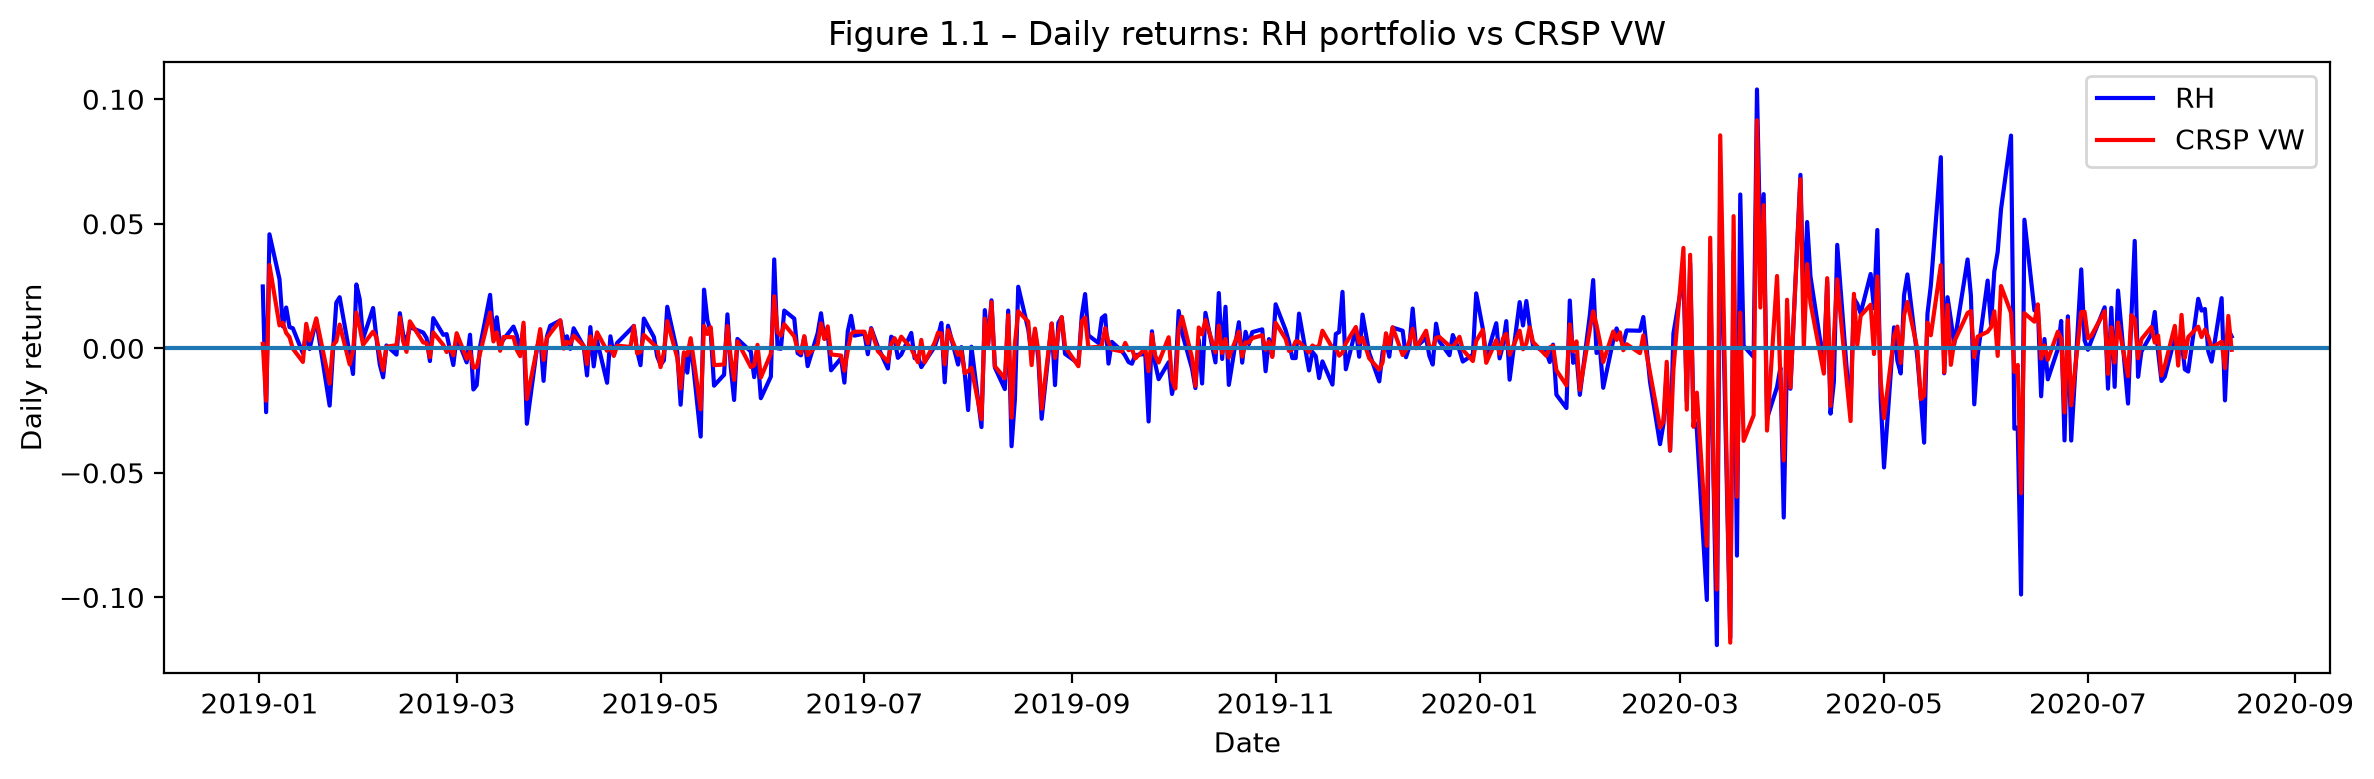 Figure 1.1 – Daily returns: RH portfolio vs CRSP VW
RH
CRSP VW
0.10
0.05
0.00
−0.05
−0.10
Daily return
2019-01 2019-03 2019-05 2019-07 2019-09 2019-11 2020-01 2020-03 2020-05 2020-07 2020-09
Date